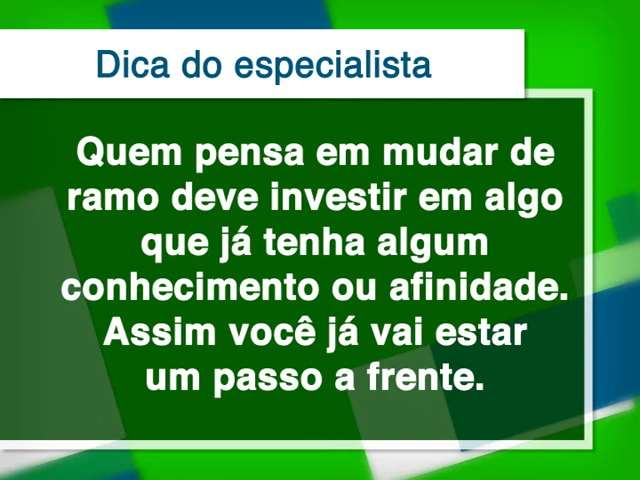 Dica do especialista
Quem pensa em mudar de
ramo deve investir em algo
que já tenha algum
conhecimento ou afinidade.
Assim você já vai estar
um passo a frente.